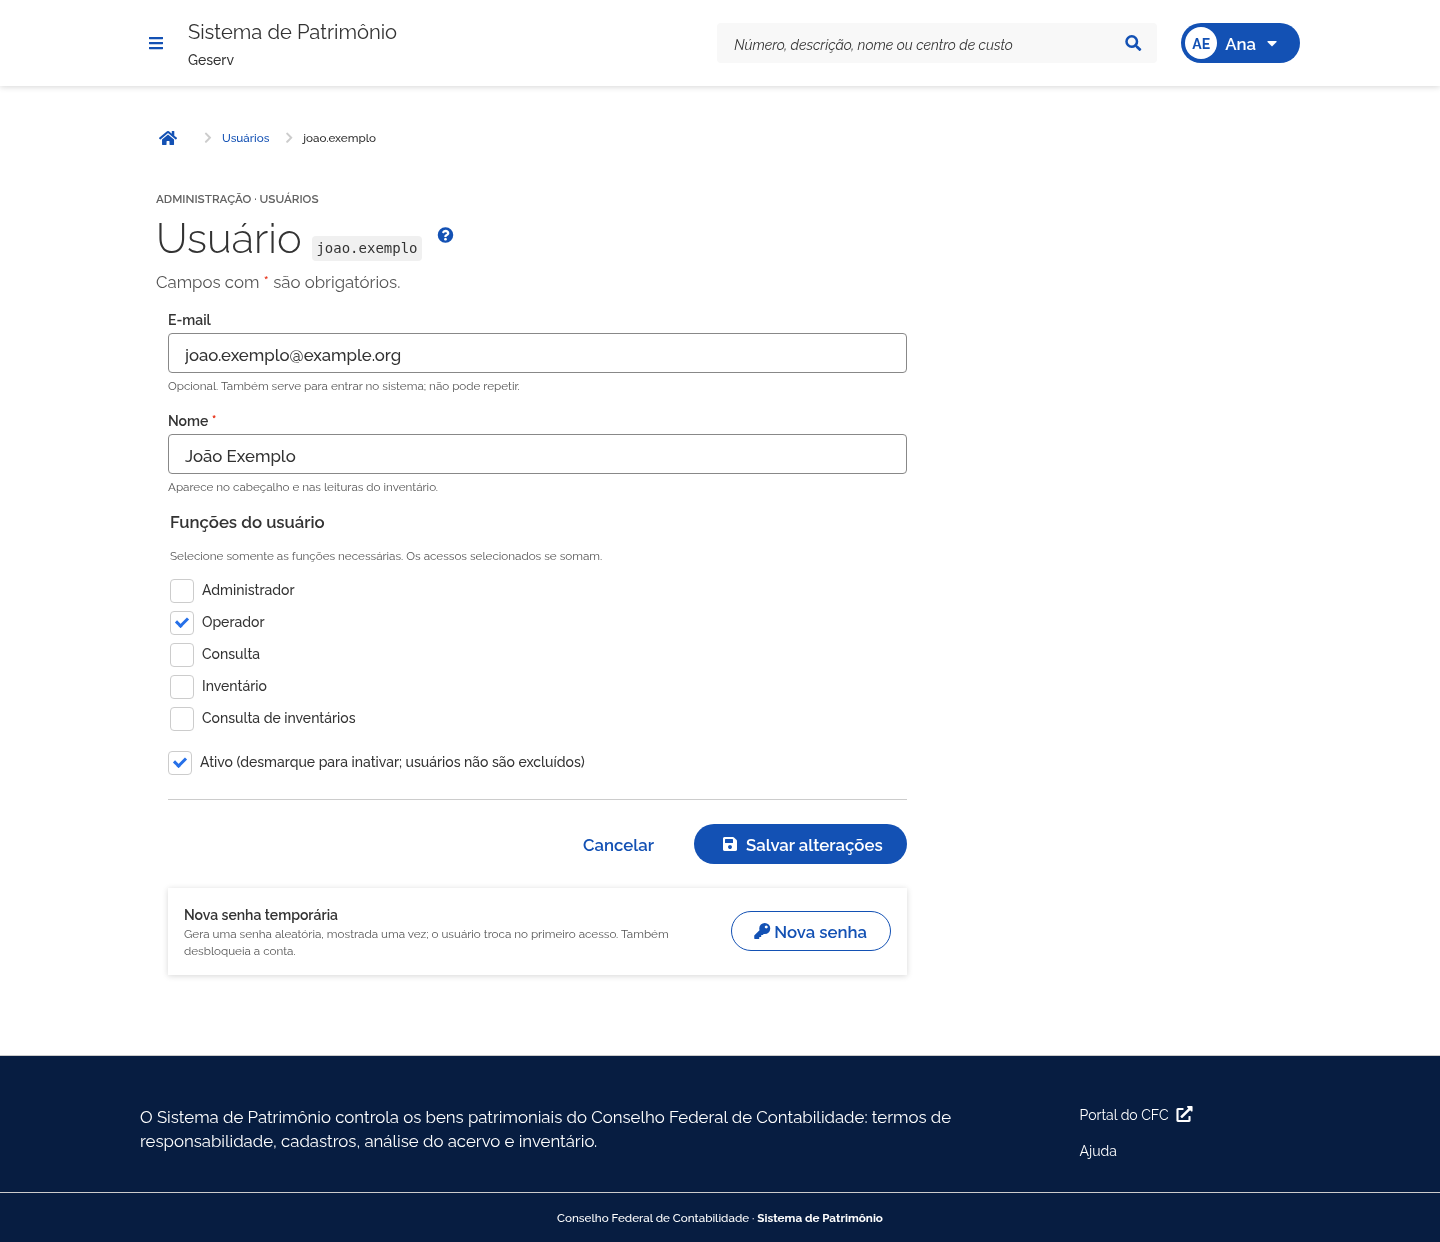 Sistema de Patrimônio
Geserv
Número, descrição, nome ou centro de custo
AE Ana
Usuários joao.exemplo
ADMINISTRAÇÃO · USUÁRIOS
Usuário joao.exemplo
Campos com * são obrigatórios.
E-mail
joao.exemplo@example.org
Opcional. Também serve para entrar no sistema; não pode repetir.
Nome *
João Exemplo
Aparece no cabeçalho e nas leituras do inventário.
Funções do usuário
Selecione somente as funções necessárias. Os acessos selecionados se somam.
Administrador
Operador
Consulta
Inventário
Consulta de inventários
Ativo (desmarque para inativar; usuários não são excluídos)
Cancelar Salvar alterações
Nova senha temporária
Gera uma senha aleatória, mostrada uma vez; o usuário troca no primeiro acesso. Também
desbloqueia a conta.
Nova senha
O Sistema de Patrimônio controla os bens patrimoniais do Conselho Federal de Contabilidade: termos de
responsabilidade, cadastros, análise do acervo e inventário.
Portal do CFC
Ajuda
Conselho Federal de Contabilidade · Sistema de Patrimônio